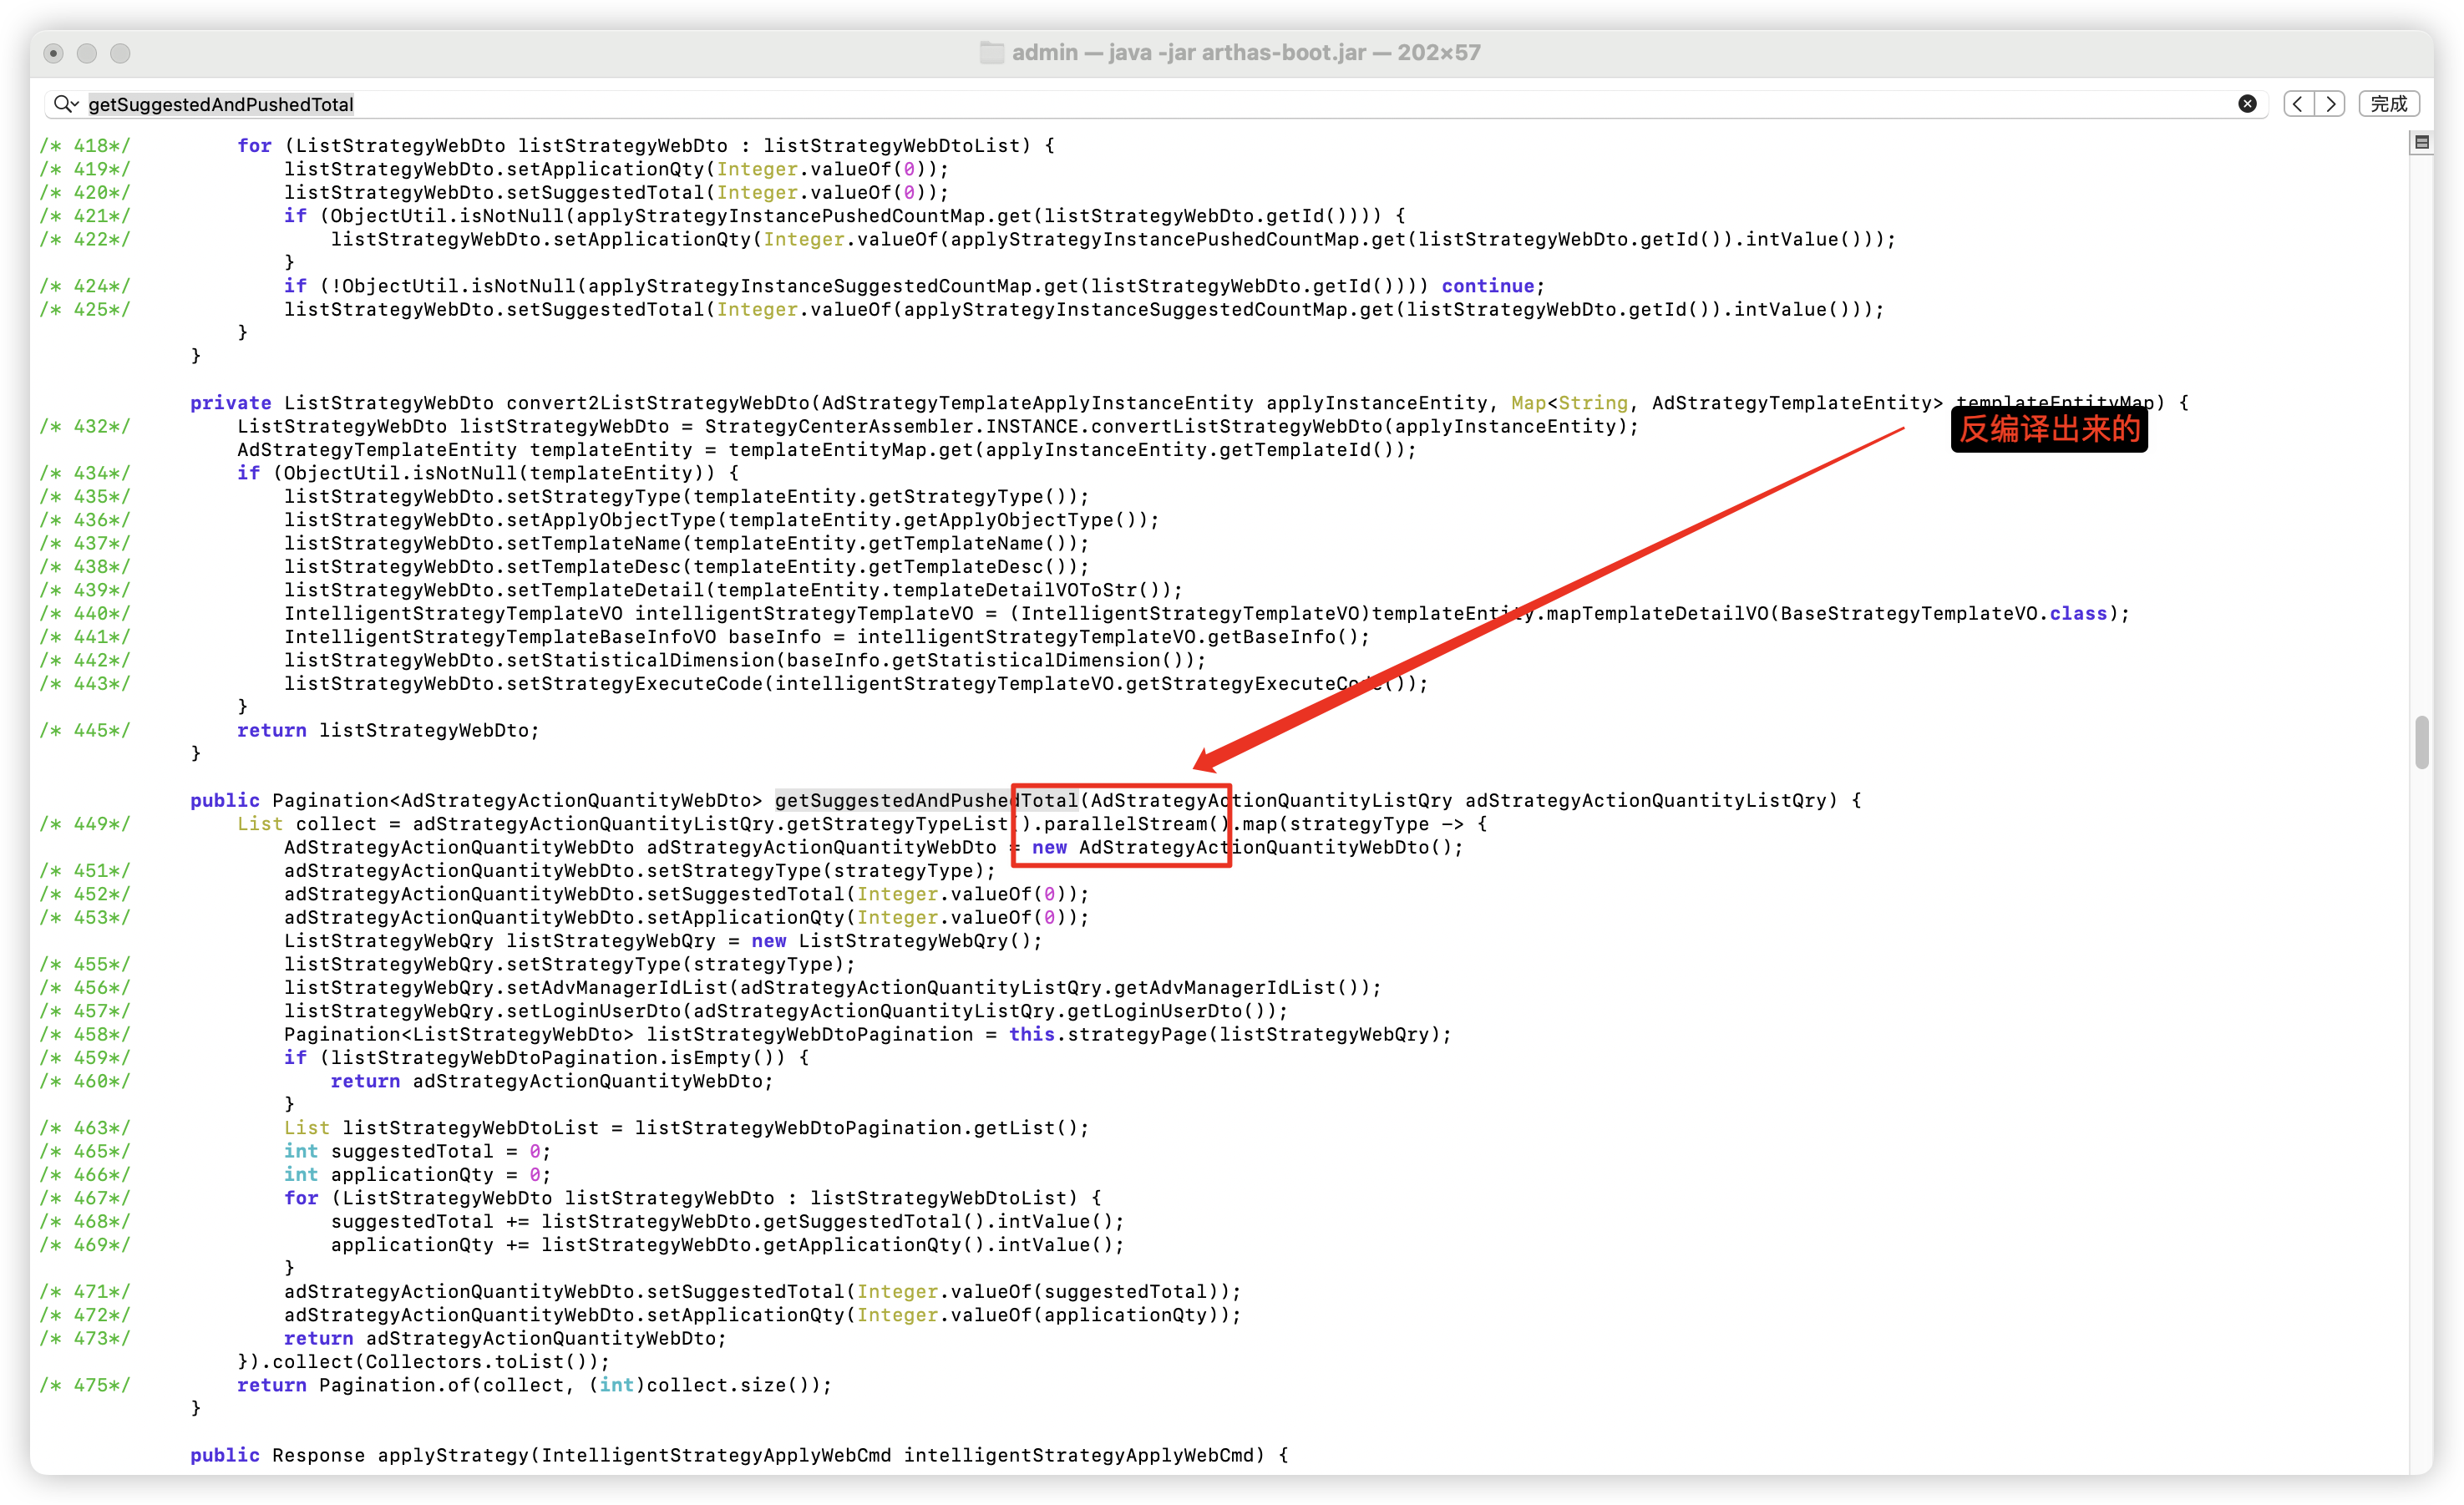 admin — java -jar arthas-boot.jar — 202×57
getSuggestedAndPushedTotal
完成
/* 418*/ for (ListStrategyWebDto listStrategyWebDto : listStrategyWebDtoList) {
/* 419*/ listStrategyWebDto.setApplicationQty(Integer.valueOf(0));
/* 420*/ listStrategyWebDto.setSuggestedTotal(Integer.valueOf(0));
/* 421*/ if (ObjectUtil.isNotNull(applyStrategyInstancePushedCountMap.get(listStrategyWebDto.getId()))) {
/* 422*/ listStrategyWebDto.setApplicationQty(Integer.valueOf(applyStrategyInstancePushedCountMap.get(listStrategyWebDto.getId()).intValue()));
}
/* 424*/ if (!ObjectUtil.isNotNull(applyStrategyInstanceSuggestedCountMap.get(listStrategyWebDto.getId()))) continue;
/* 425*/ listStrategyWebDto.setSuggestedTotal(Integer.valueOf(applyStrategyInstanceSuggestedCountMap.get(listStrategyWebDto.getId()).intValue()));
}
}
private ListStrategyWebDto convert2ListStrategyWebDto(AdStrategyTemplateApplyInstanceEntity applyInstanceEntity, Map<String, AdStrategyTemplateEntity> templateEntityMap) {
反编译出来的
/* 432*/ ListStrategyWebDto listStrategyWebDto = StrategyCenterAssembler.INSTANCE.convertListStrategyWebDto(applyInstanceEntity);
AdStrategyTemplateEntity templateEntity = templateEntityMap.get(applyInstanceEntity.getTemplateId());
/* 434*/ if (ObjectUtil.isNotNull(templateEntity)) {
/* 435*/ listStrategyWebDto.setStrategyType(templateEntity.getStrategyType());
/* 436*/ listStrategyWebDto.setApplyObjectType(templateEntity.getApplyObjectType());
/* 437*/ listStrategyWebDto.setTemplateName(templateEntity.getTemplateName());
/* 438*/ listStrategyWebDto.setTemplateDesc(templateEntity.getTemplateDesc());
/* 439*/ listStrategyWebDto.setTemplateDetail(templateEntity.templateDetailVOToStr());
/* 440*/ IntelligentStrategyTemplateVO intelligentStrategyTemplateVO = (IntelligentStrategyTemplateVO)templateEntity.mapTemplateDetailVO(BaseStrategyTemplateVO.class);
/* 441*/ IntelligentStrategyTemplateBaseInfoVO baseInfo = intelligentStrategyTemplateVO.getBaseInfo();
/* 442*/ listStrategyWebDto.setStatisticalDimension(baseInfo.getStatisticalDimension());
/* 443*/ listStrategyWebDto.setStrategyExecuteCode(intelligentStrategyTemplateVO.getStrategyExecuteCode());
}
/* 445*/ return listStrategyWebDto;
}
public Pagination<AdStrategyActionQuantityWebDto> getSuggestedAndPushedTotal(AdStrategyActionQuantityListQry adStrategyActionQuantityListQry) {
/* 449*/ List collect = adStrategyActionQuantityListQry.getStrategyTypeList().parallelStream().map(strategyType -> {
AdStrategyActionQuantityWebDto adStrategyActionQuantityWebDto = new AdStrategyActionQuantityWebDto();
/* 451*/ adStrategyActionQuantityWebDto.setStrategyType(strategyType);
/* 452*/ adStrategyActionQuantityWebDto.setSuggestedTotal(Integer.valueOf(0));
/* 453*/ adStrategyActionQuantityWebDto.setApplicationQty(Integer.valueOf(0));
ListStrategyWebQry listStrategyWebQry = new ListStrategyWebQry();
/* 455*/ listStrategyWebQry.setStrategyType(strategyType);
/* 456*/ listStrategyWebQry.setAdvManagerIdList(adStrategyActionQuantityListQry.getAdvManagerIdList());
/* 457*/ listStrategyWebQry.setLoginUserDto(adStrategyActionQuantityListQry.getLoginUserDto());
/* 458*/ Pagination<ListStrategyWebDto> listStrategyWebDtoPagination = this.strategyPage(listStrategyWebQry);
/* 459*/ if (listStrategyWebDtoPagination.isEmpty()) {
/* 460*/ return adStrategyActionQuantityWebDto;
}
/* 463*/ List listStrategyWebDtoList = listStrategyWebDtoPagination.getList();
/* 465*/ int suggestedTotal = 0;
/* 466*/ int applicationQty = 0;
/* 467*/ for (ListStrategyWebDto listStrategyWebDto : listStrategyWebDtoList) {
/* 468*/ suggestedTotal += listStrategyWebDto.getSuggestedTotal().intValue();
/* 469*/ applicationQty += listStrategyWebDto.getApplicationQty().intValue();
}
/* 471*/ adStrategyActionQuantityWebDto.setSuggestedTotal(Integer.valueOf(suggestedTotal));
/* 472*/ adStrategyActionQuantityWebDto.setApplicationQty(Integer.valueOf(applicationQty));
/* 473*/ return adStrategyActionQuantityWebDto;
}).collect(Collectors.toList());
/* 475*/ return Pagination.of(collect, (int)collect.size());
}
public Response applyStrategy(IntelligentStrategyApplyWebCmd intelligentStrategyApplyWebCmd) {